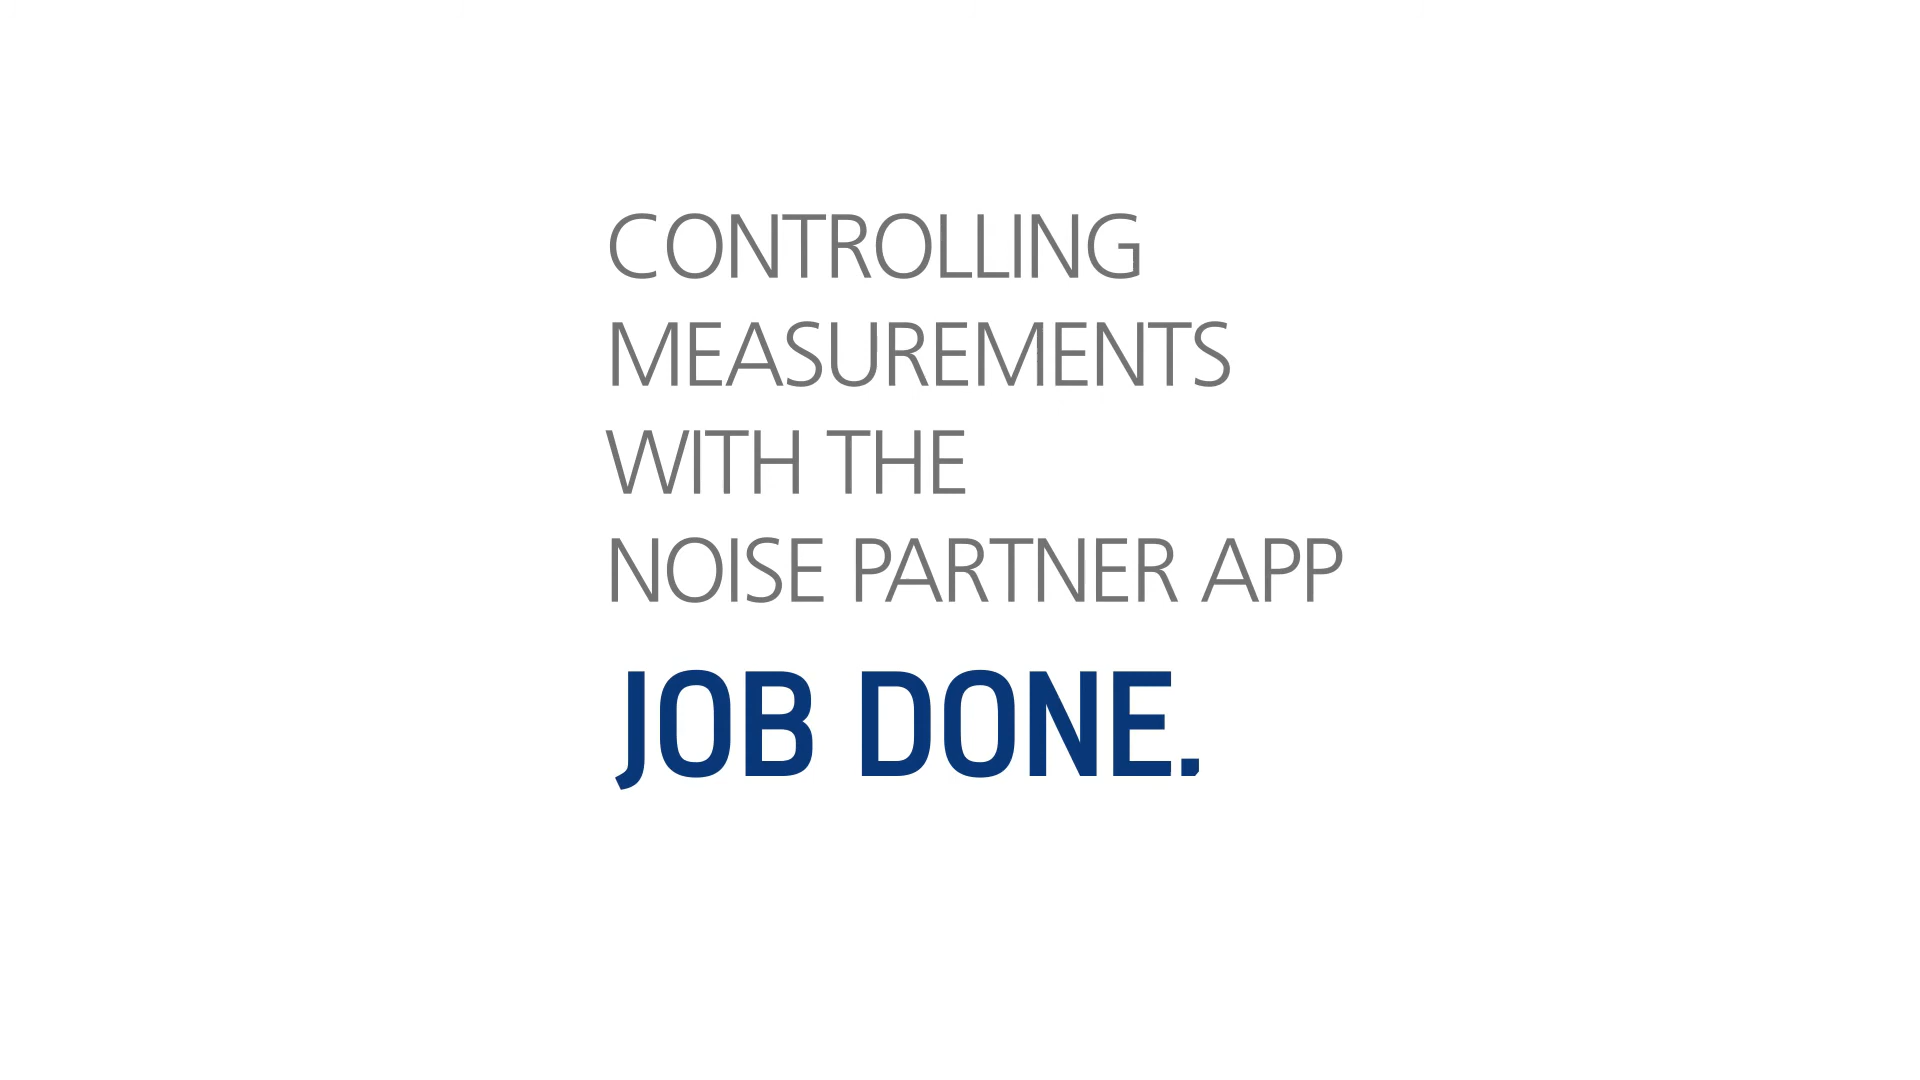 CONTROLLING
MEASUREMENTS
WITH THE
NOISE PARTNER APP
JOB DONE.